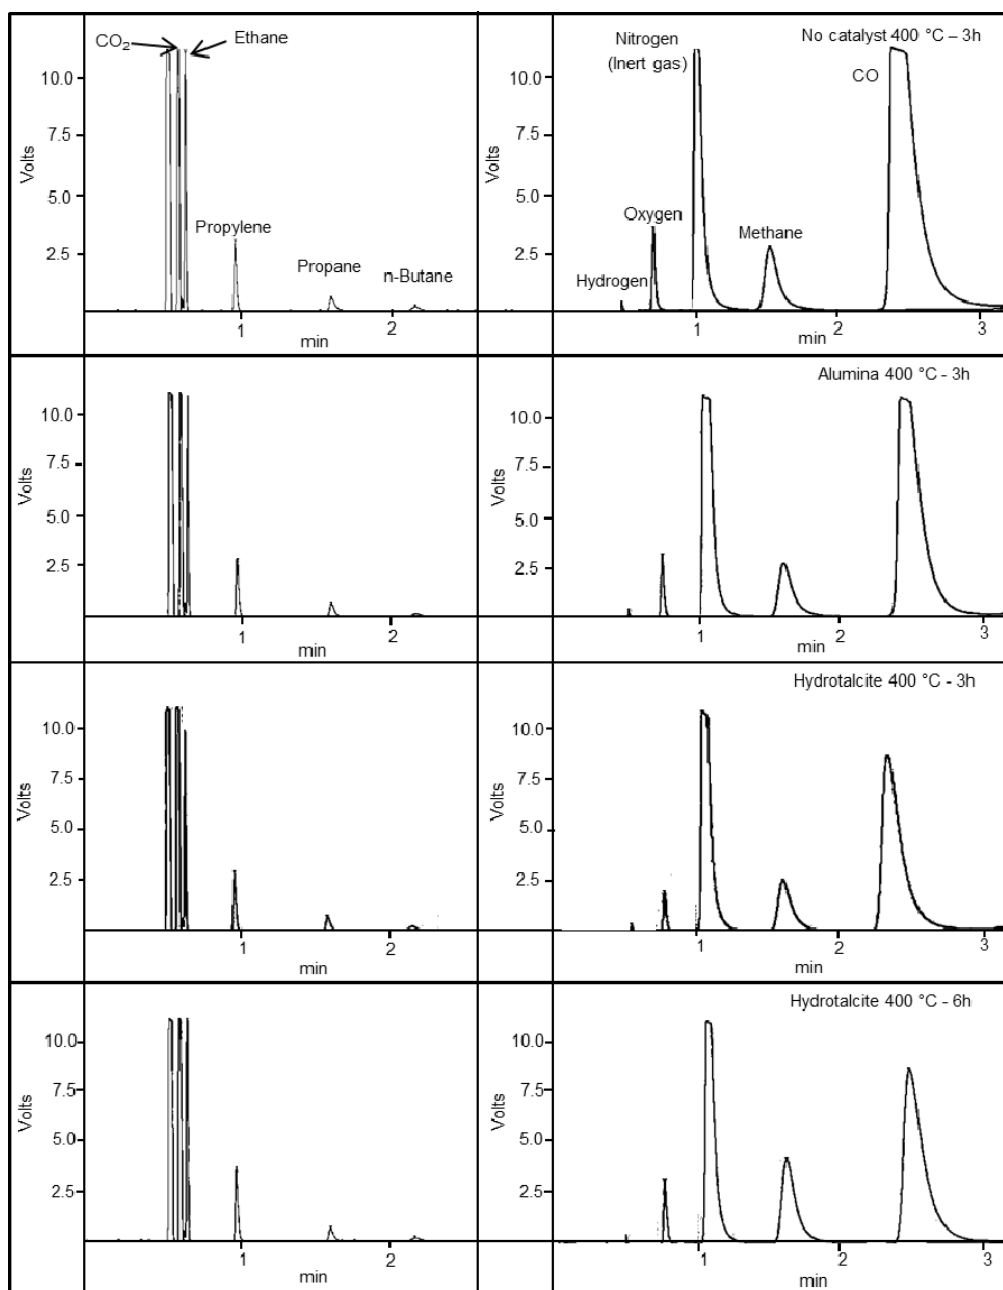 CO₂
Ethane
10.0
7.5
5.0
2.5
Volts
Propylene
Propane
n-Butane
1
2
min
No catalyst 400 °C – 3h
Nitrogen
(Inert gas)
CO
10.0
7.5
5.0
2.5
Volts
Oxygen
Methane
Hydrogen
1
2
3
min
10.0
7.5
5.0
2.5
Volts
1
2
min
Alumina 400 °C - 3h
10.0
7.5
5.0
2.5
Volts
1
2
3
min
10.0
7.5
5.0
2.5
Volts
1
2
min
Hydrotalcite 400 °C - 3h
10.0
7.5
5.0
2.5
Volts
1
2
3
min
10.0
7.5
5.0
2.5
Volts
1
2
min
Hydrotalcite 400 °C - 6h
10.0
7.5
5.0
2.5
Volts
1
2
3
min